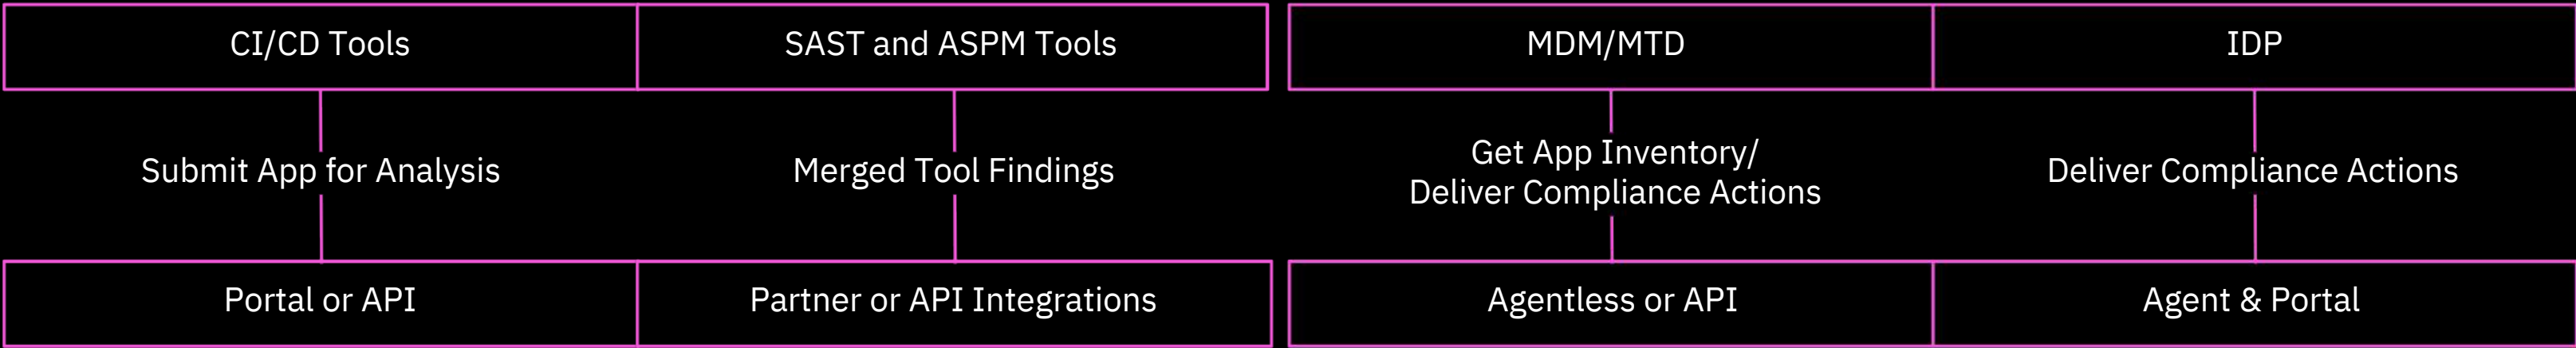 CI/CD Tools
SAST and ASPM Tools
MDM/MTD
IDP
Submit App for Analysis
Merged Tool Findings
Get App Inventory/
Deliver Compliance Actions
Deliver Compliance Actions
Portal or API
Partner or API Integrations
Agentless or API
Agent & Portal